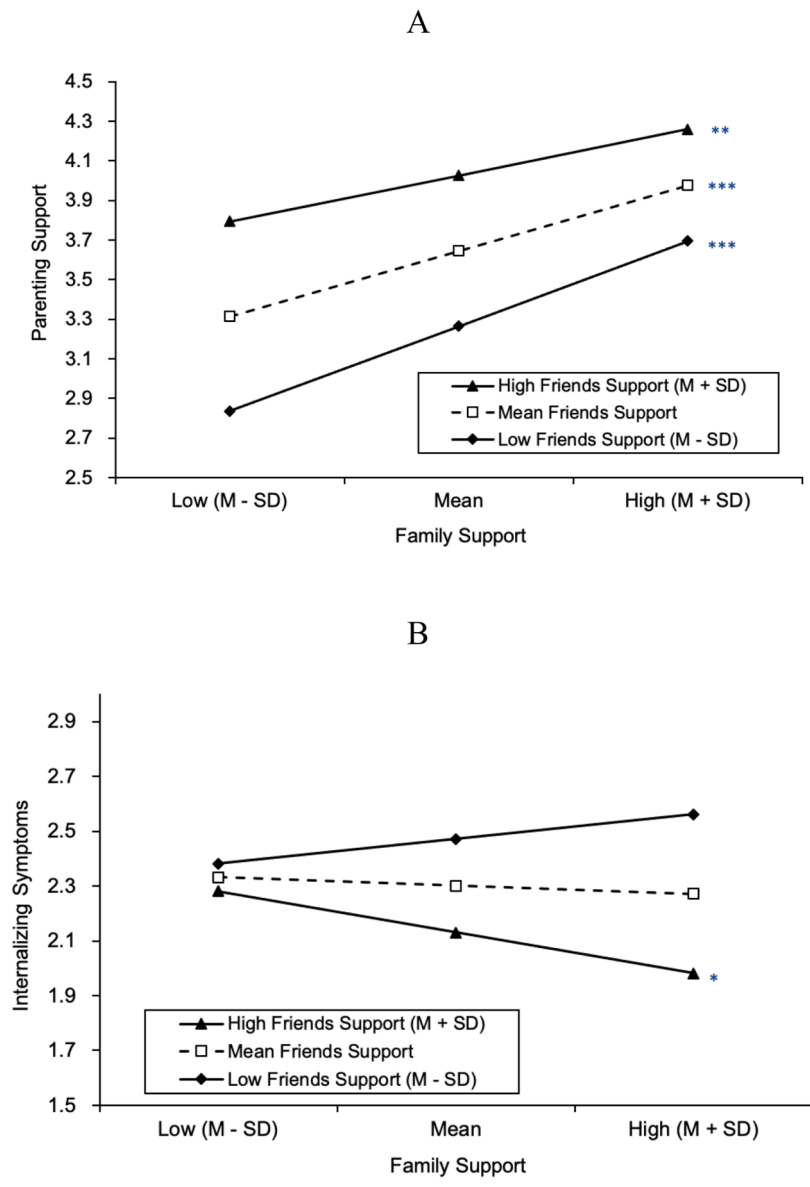 A
4.5
4.3
4.1
3.9
3.7
3.5
3.3
3.1
2.9
2.7
2.5
Parenting Support
**
***
***
High Friends Support (M + SD)
Mean Friends Support
Low Friends Support (M - SD)
Low (M - SD) Mean High (M + SD)
Family Support
B
2.9
2.7
2.5
2.3
2.1
1.9
1.7
1.5
Internalizing Symptoms
*
High Friends Support (M + SD)
Mean Friends Support
Low Friends Support (M - SD)
Low (M - SD) Mean High (M + SD)
Family Support